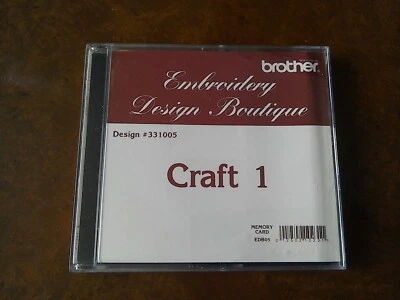 brother.
Embroidery
Design Boutique
Design #331005
Craft 1
MEMORY
CARD
EDB05